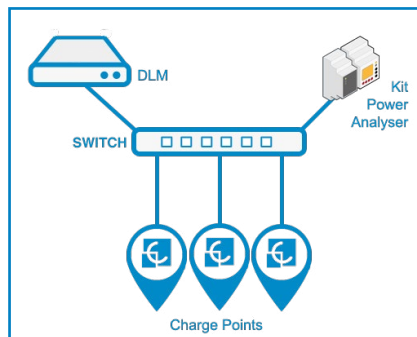 DLM
Kit
Power
Analyser
SWITCH
Charge Points